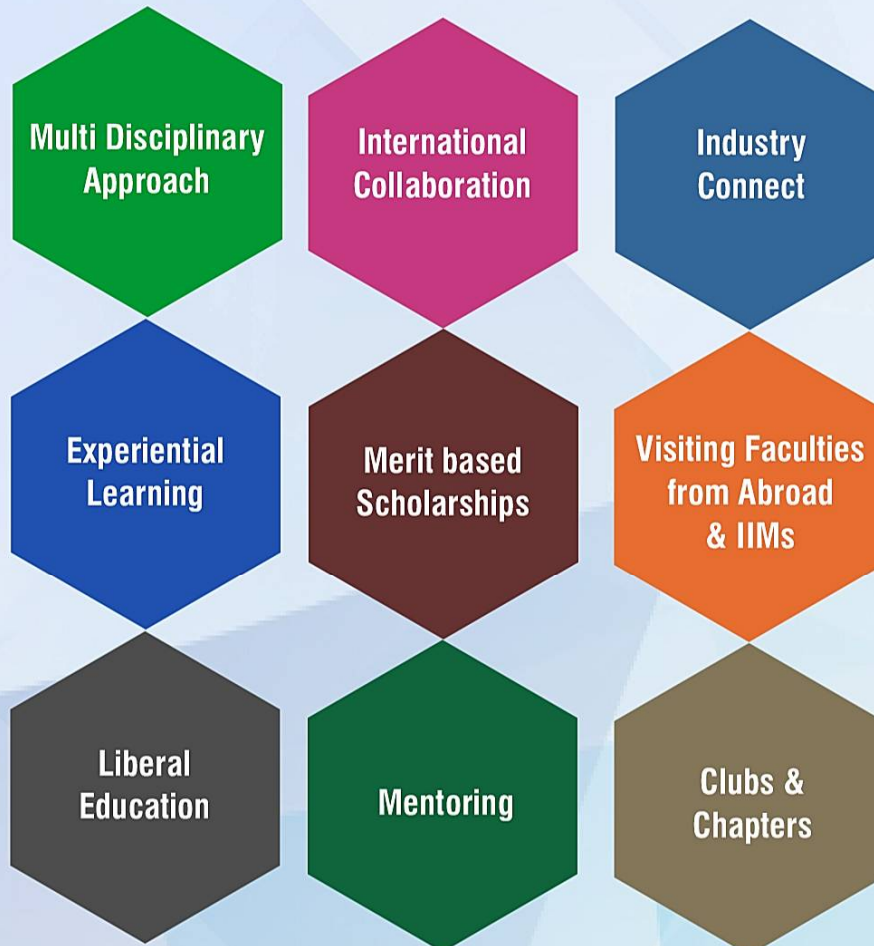 Multi Disciplinary
Approach
International
Collaboration
Industry
Connect
Experiential
Learning
Merit based
Scholarships
Visiting Faculties
from Abroad
& IIMs
Liberal
Education
Mentoring
Clubs &
Chapters